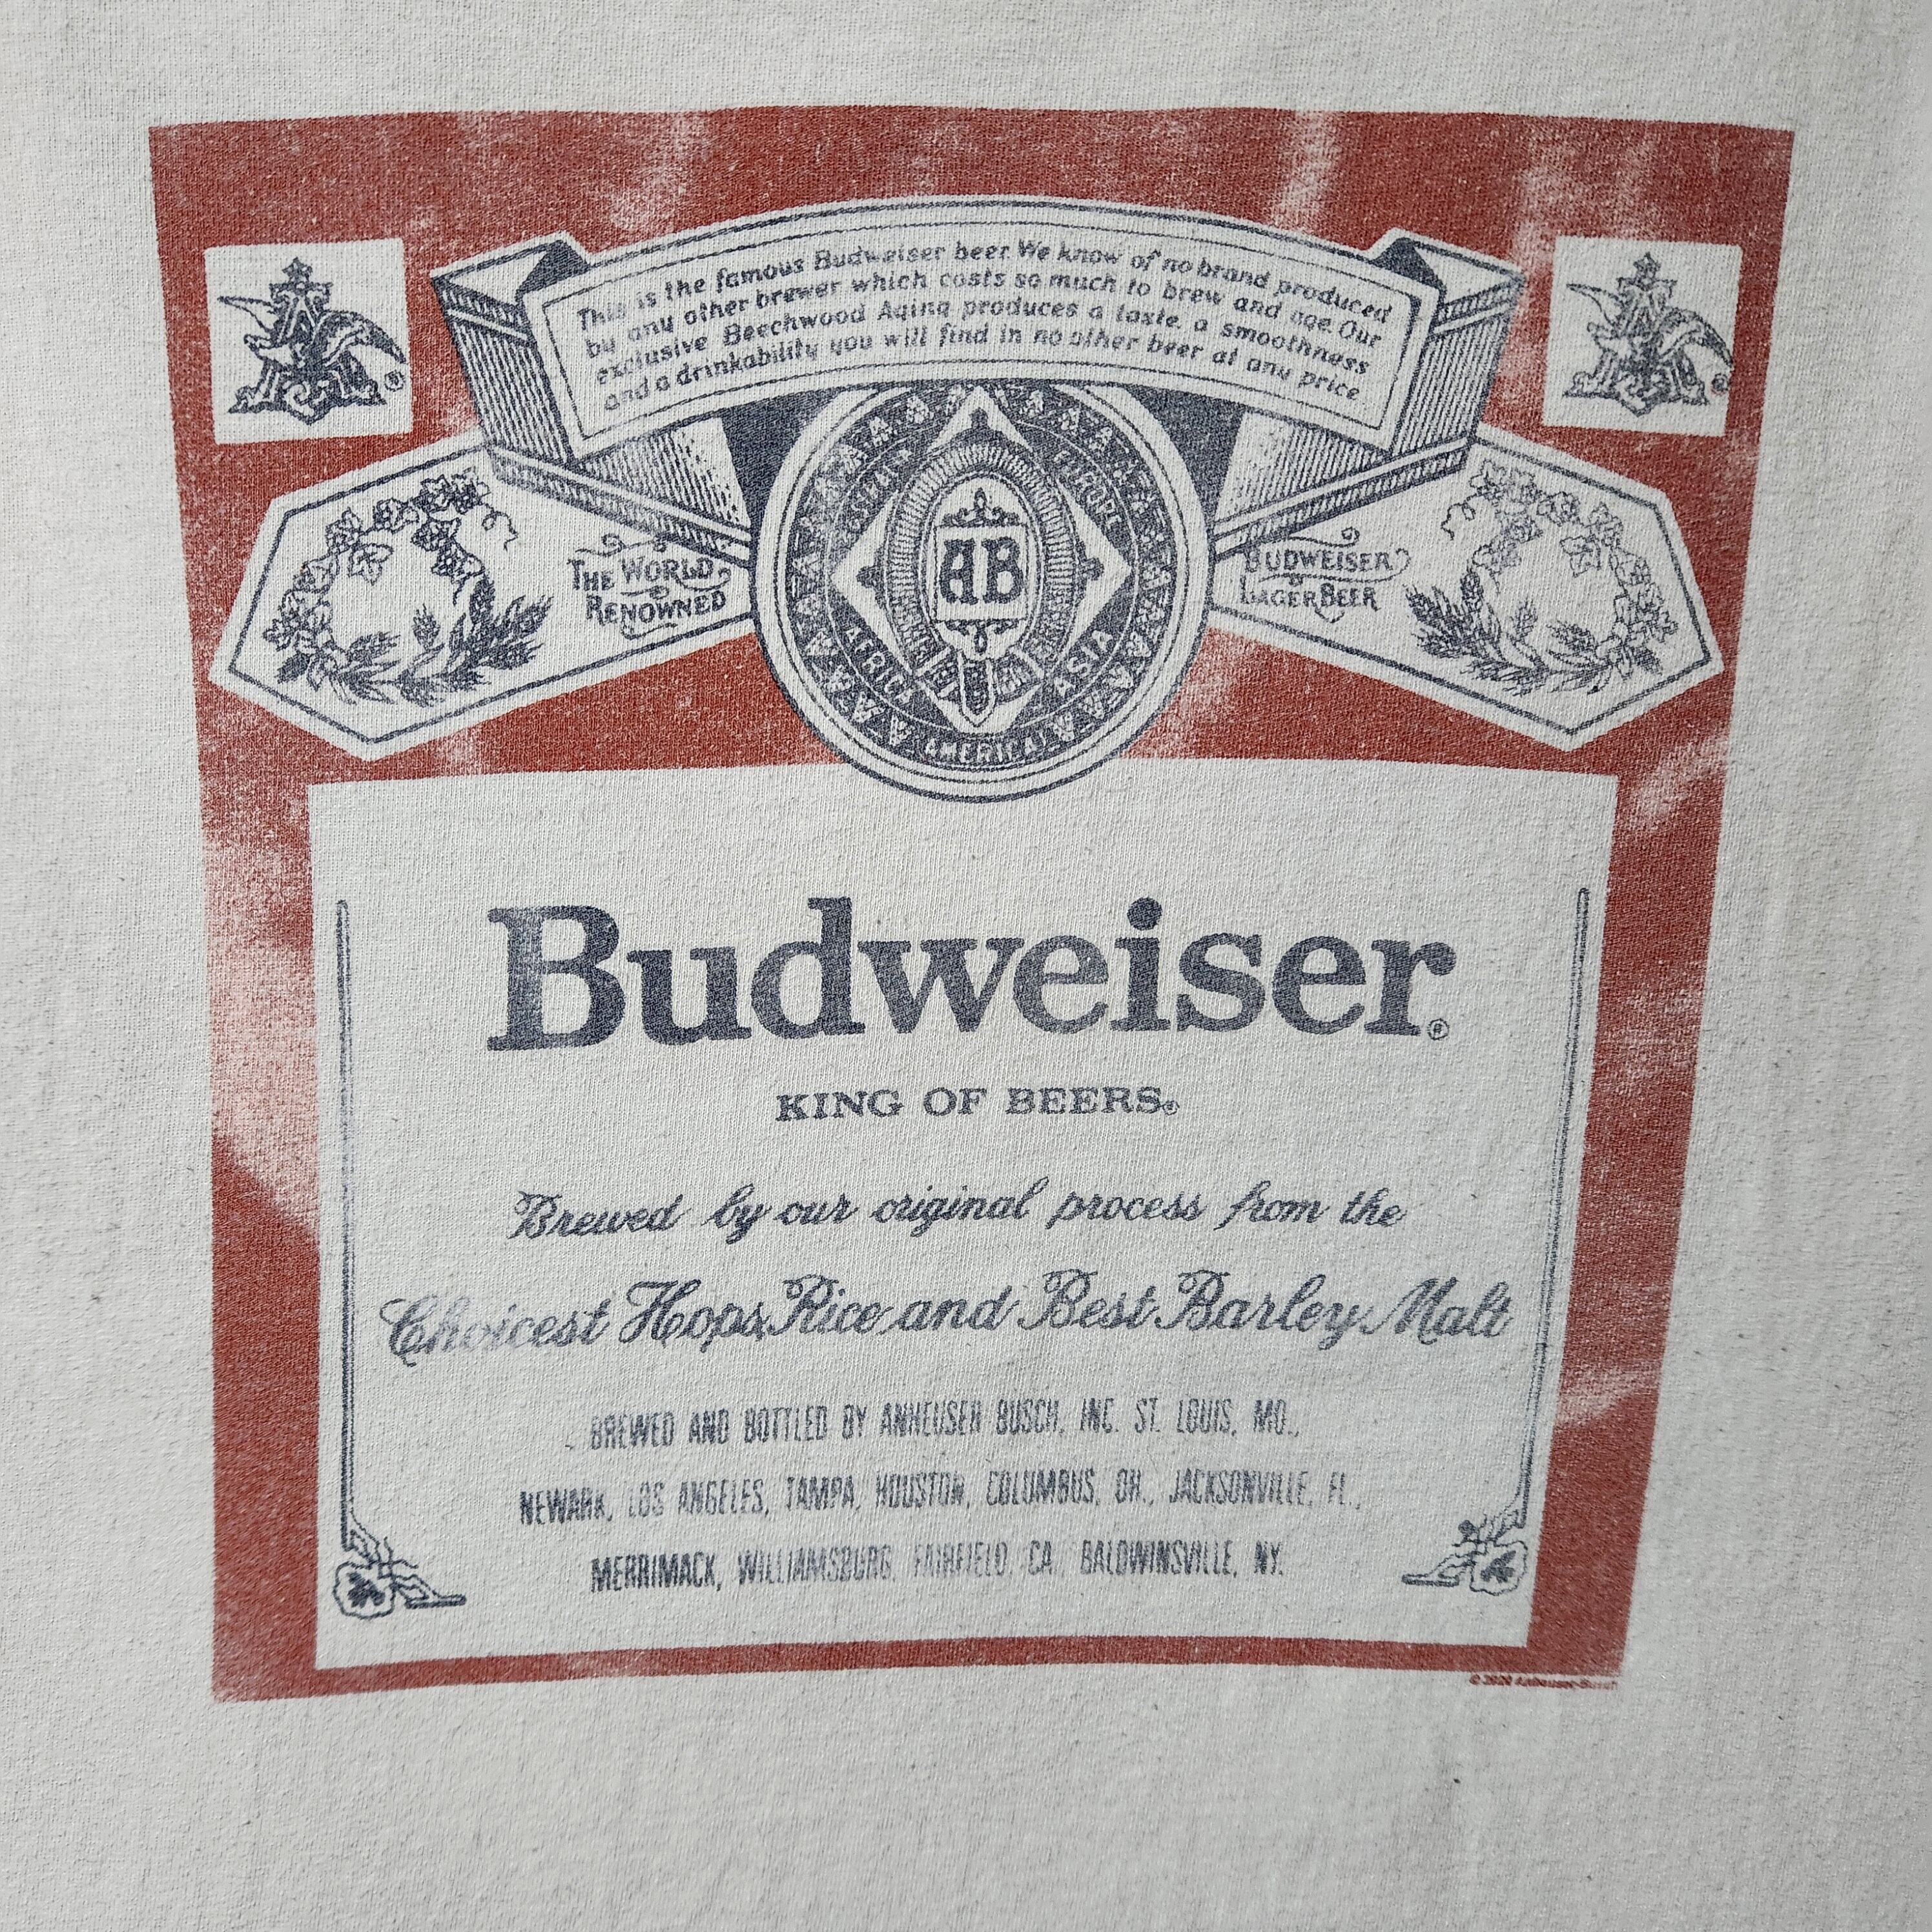 This is the famous Budweiser beer. We know of no brand produced
by any other brewer which costs so much to brew and age. Our
exclusive Beechwood Aging produces a taste, a smoothness
and a drinkability you will find in no other beer at any price.
THE WORLD
RENOWNED
BUDWEISER
LAGER BEER
EUROPE
AB
AFRICA
ASIA
AMERICA
Budweiser®
KING OF BEERS®
Brewed by our original process from the
Choicest Hops, Rice and Best Barley Malt
BREWED AND BOTTLED BY ANHEUSER BUSCH, INC. ST. LOUIS, MO.,
NEWARK, LOS ANGELES, TAMPA, HOUSTON, COLUMBUS, OH., JACKSONVILLE, FL.,
MERRIMACK, WILLIAMSBURG, FAIRFIELD, CA, BALDWINSVILLE, NY.